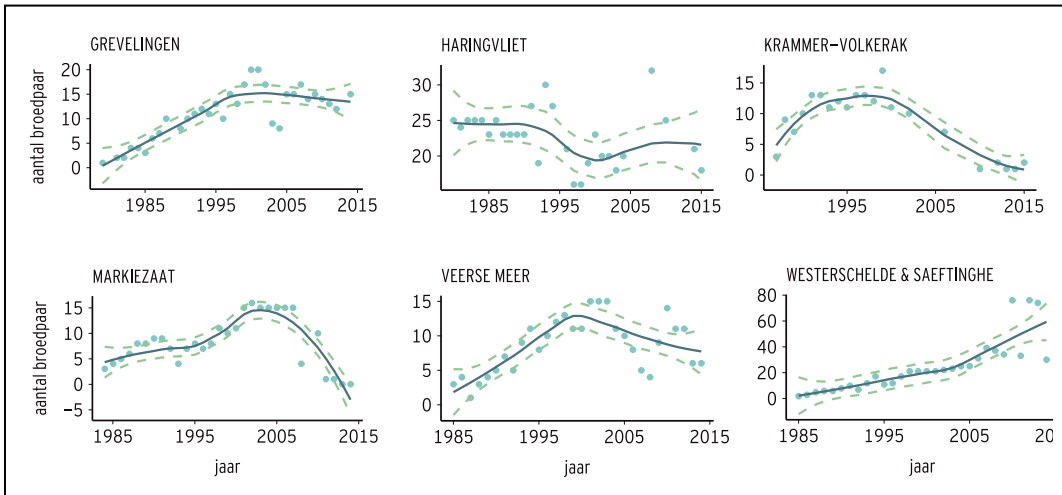 GREVELINGEN
aantal broedpaar
20
15
10
5
0
1985 1995 2005 2015
HARINGVLIET
30
25
20
1985 1995 2005 2015
KRAMMER–VOLKERAK
15
10
5
0
1995 2005 2015
MARKIEZAAT
aantal broedpaar
15
10
5
0
−5
1985 1995 2005 2015
jaar
VEERSE MEER
15
10
5
0
1985 1995 2005 2015
jaar
WESTERSCHELDE & SAEFTINGHE
80
60
40
20
0
1985 1995 2005 20
jaar